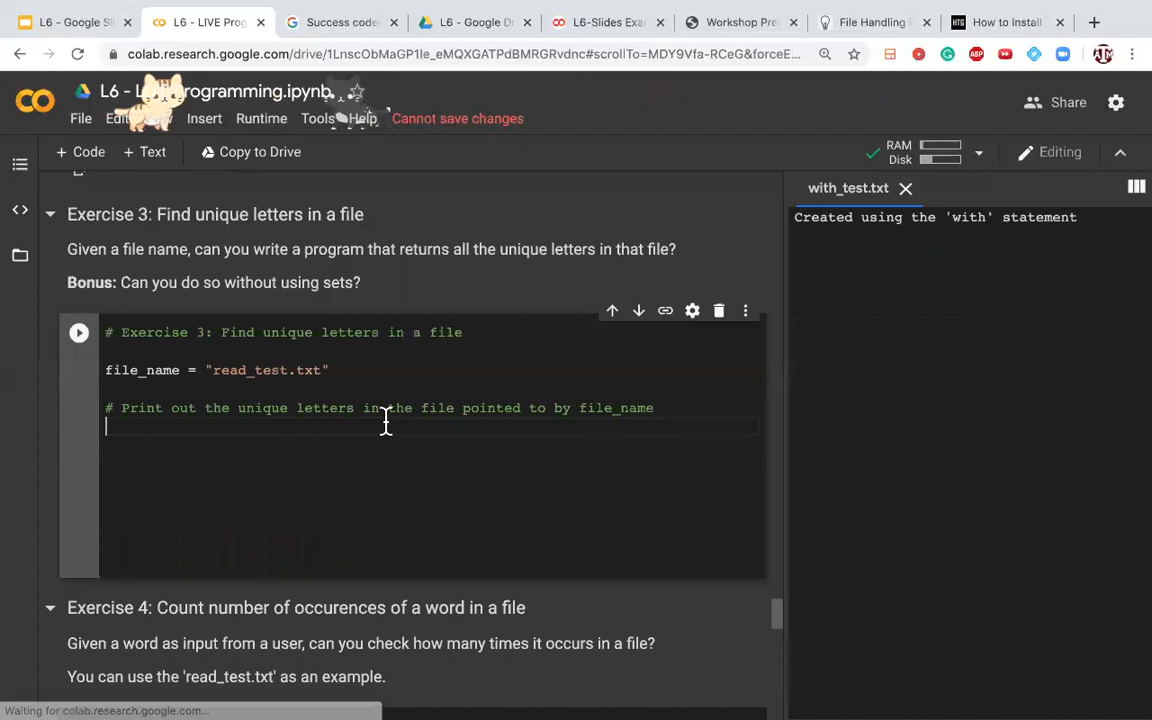 L6 - Google Sli
L6 - LIVE Prog
Success code
L6 - Google Dr
L6-Slides Exa
Workshop Pre
File Handling
How to Install
colab.research.google.com/drive/1LnscObMaGP1Ie_eMQXGATPdBMRGRvdnc#scrollTo=MDY9Vfa-RCeG&forceE...
L6 - rogramming.ipynb
File Edit Insert Runtime Tools Help Cannot save changes
+ Code + Text Copy to Drive
Share
RAM
Disk
Editing
with_test.txt
Created using the 'with' statement
Exercise 3: Find unique letters in a file
Given a file name, can you write a program that returns all the unique letters in that file?
Bonus: Can you do so without using sets?
# Exercise 3: Find unique letters in a file
file_name = "read_test.txt"
# Print out the unique letters in the file pointed to by file_name
Exercise 4: Count number of occurences of a word in a file
Given a word as input from a user, can you check how many times it occurs in a file?
You can use the 'read_test.txt' as an example.
Waiting for colab.research.google.com...